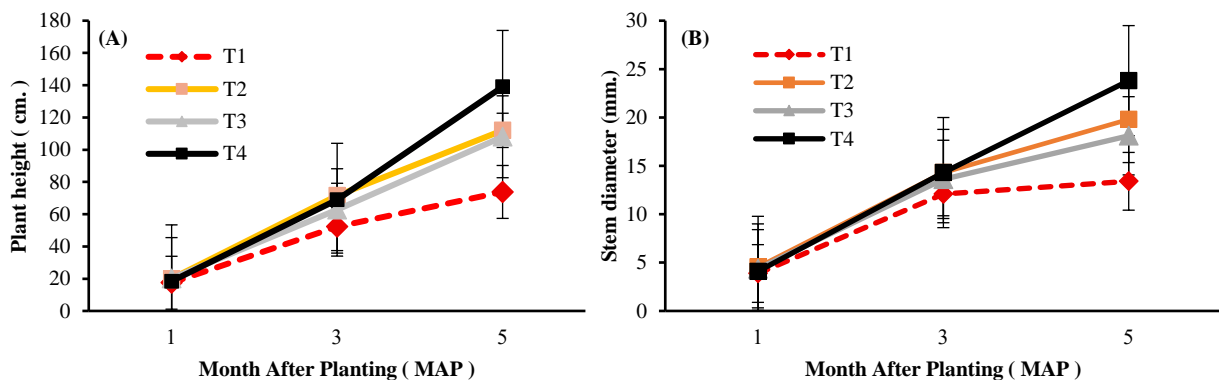 (A)
Plant height ( cm. )
180
160
140
120
100
80
60
40
20
0
T1
T2
T3
T4
1 3 5
Month After Planting ( MAP )
(B)
Stem diameter (mm.)
30
25
20
15
10
5
0
T1
T2
T3
T4
1 3 5
Month After Planting ( MAP )